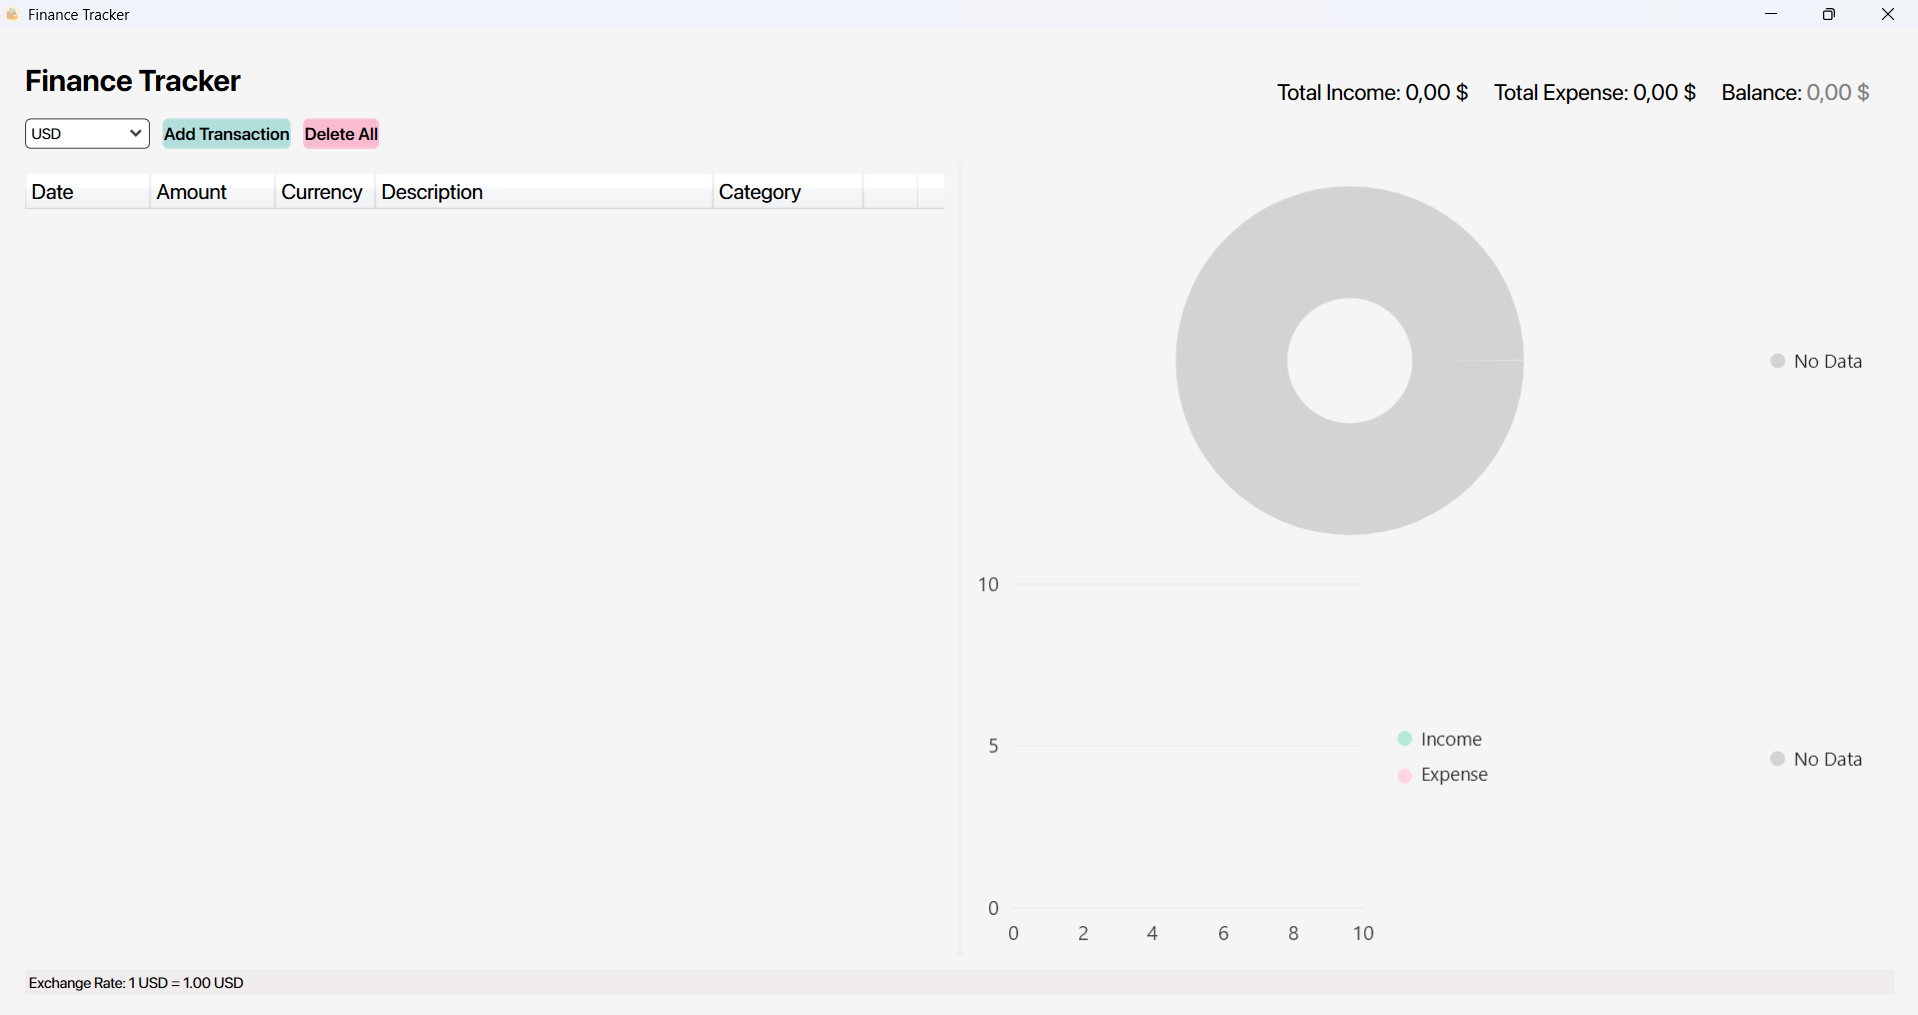 Finance Tracker
Finance Tracker
Total Income: 0,00 $ Total Expense: 0,00 $ Balance: 0,00 $
USD Add Transaction Delete All
Date Amount Currency Description Category
No Data
10
5
0
0 2 4 6 8 10
Income
Expense
No Data
Exchange Rate: 1 USD = 1.00 USD